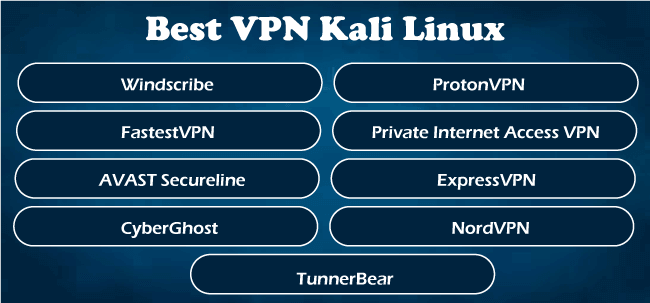 Best VPN Kali Linux
Windscribe
ProtonVPN
FastestVPN
Private Internet Access VPN
AVAST Secureline
ExpressVPN
CyberGhost
NordVPN
TunnerBear